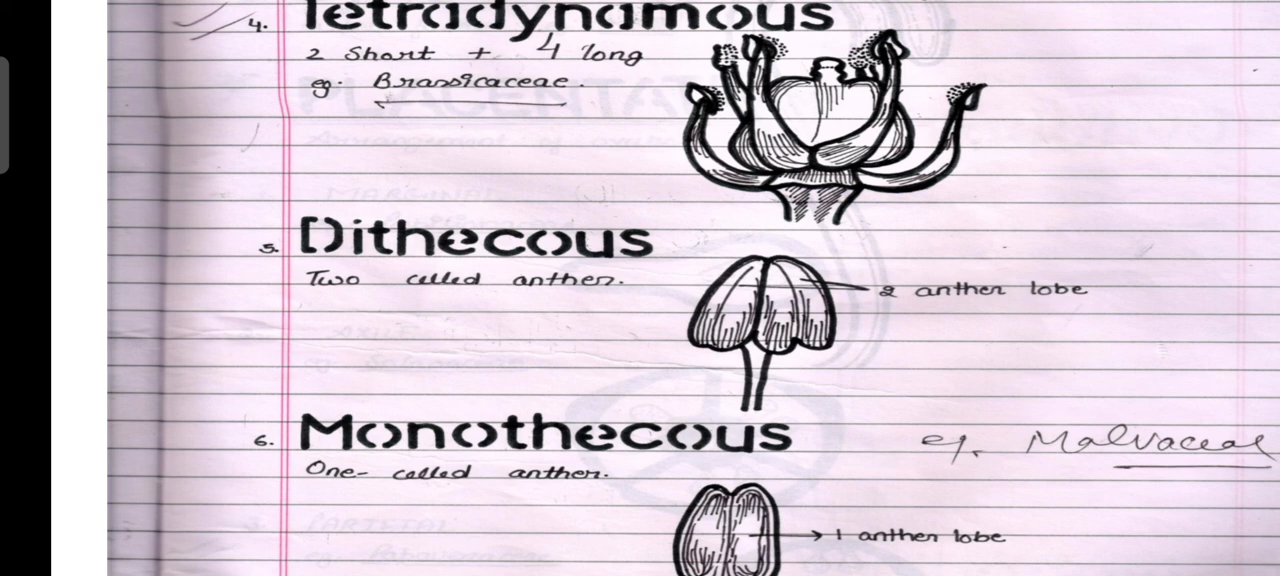 4. Tetradynamous
2 Short + 4 long
eg. Brassicaceae.
5. Dithecous
Two celled anther.
2 anther lobe
6. Monothecous
eg. Malvaceae
One-celled anther.
1 anther lobe